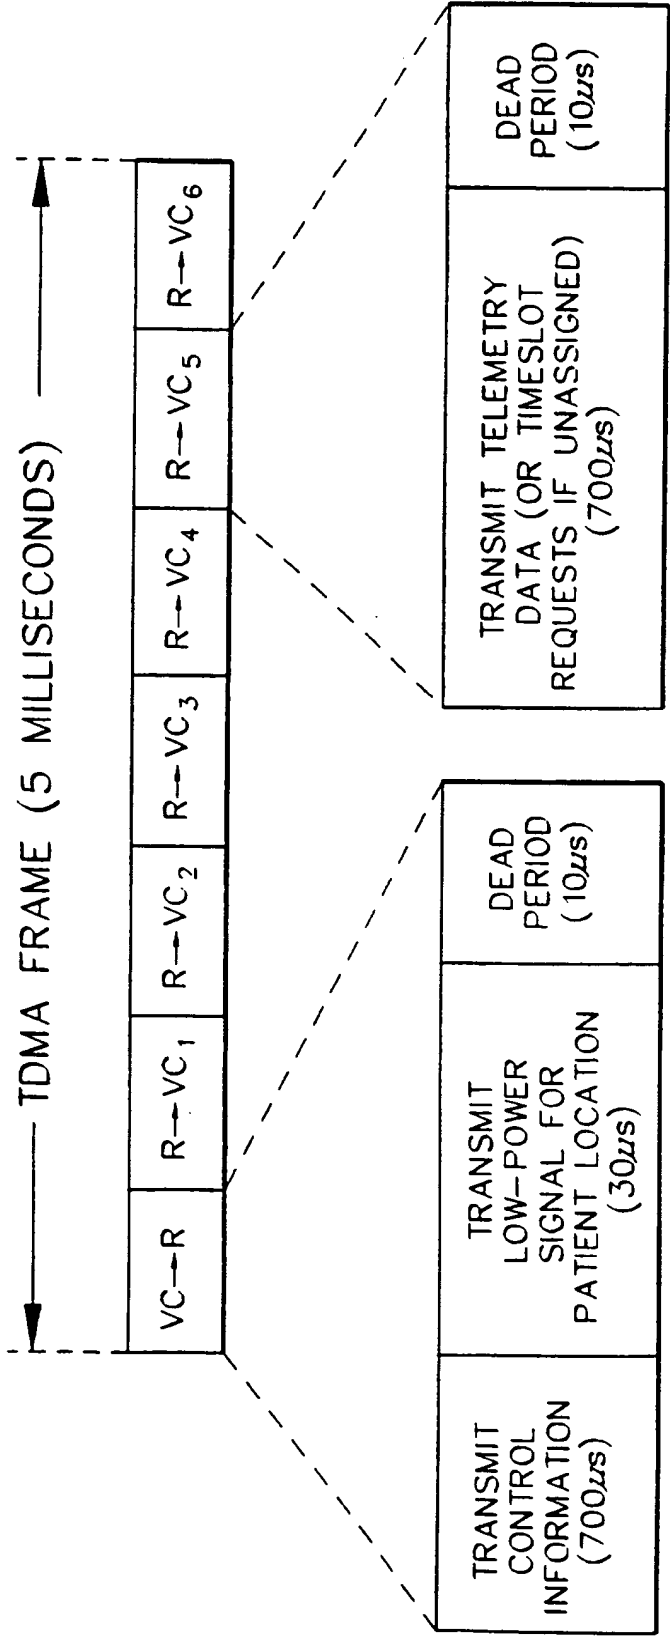 TDMA FRAME (5 MILLISECONDS)
VC→R
R→VC1
R→VC2
R→VC3
R→VC4
R→VC5
R→VC6
TRANSMIT
CONTROL
INFORMATION
(700µs)
TRANSMIT
LOW-POWER
SIGNAL FOR
PATIENT LOCATION
(30µs)
DEAD
PERIOD
(10µs)
TRANSMIT TELEMETRY
DATA (OR TIMESLOT
REQUESTS IF UNASSIGNED)
(700µs)
DEAD
PERIOD
(10µs)